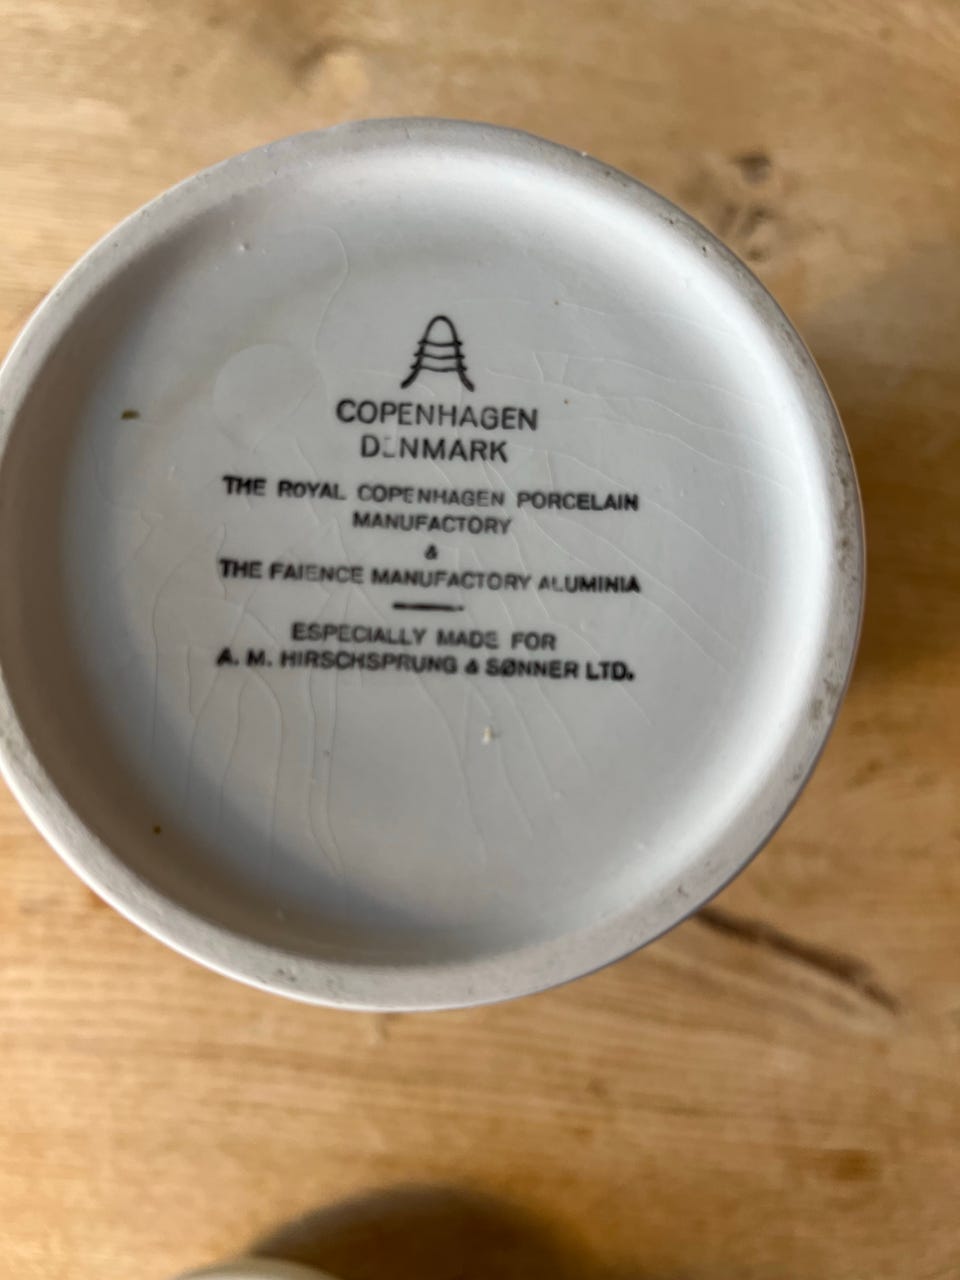 COPENHAGEN
DENMARK
THE ROYAL COPENHAGEN PORCELAIN
MANUFACTORY
&
THE FAIENCE MANUFACTORY ALUMINIA
ESPECIALLY MADE FOR
A. M. HIRSCHSPRUNG & SØNNER LTD.